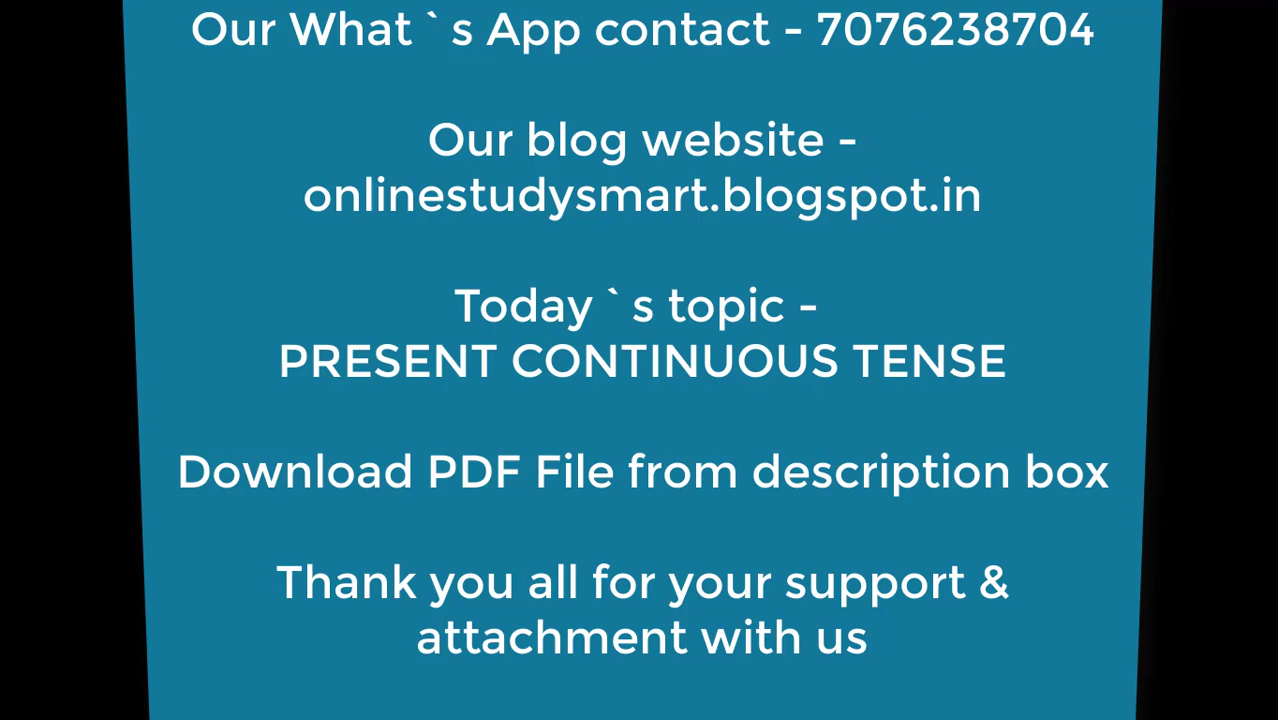 Our What ` s App contact - 7076238704
Our blog website -
onlinestudysmart.blogspot.in
Today ` s topic -
PRESENT CONTINUOUS TENSE
Download PDF File from description box
Thank you all for your support &
attachment with us